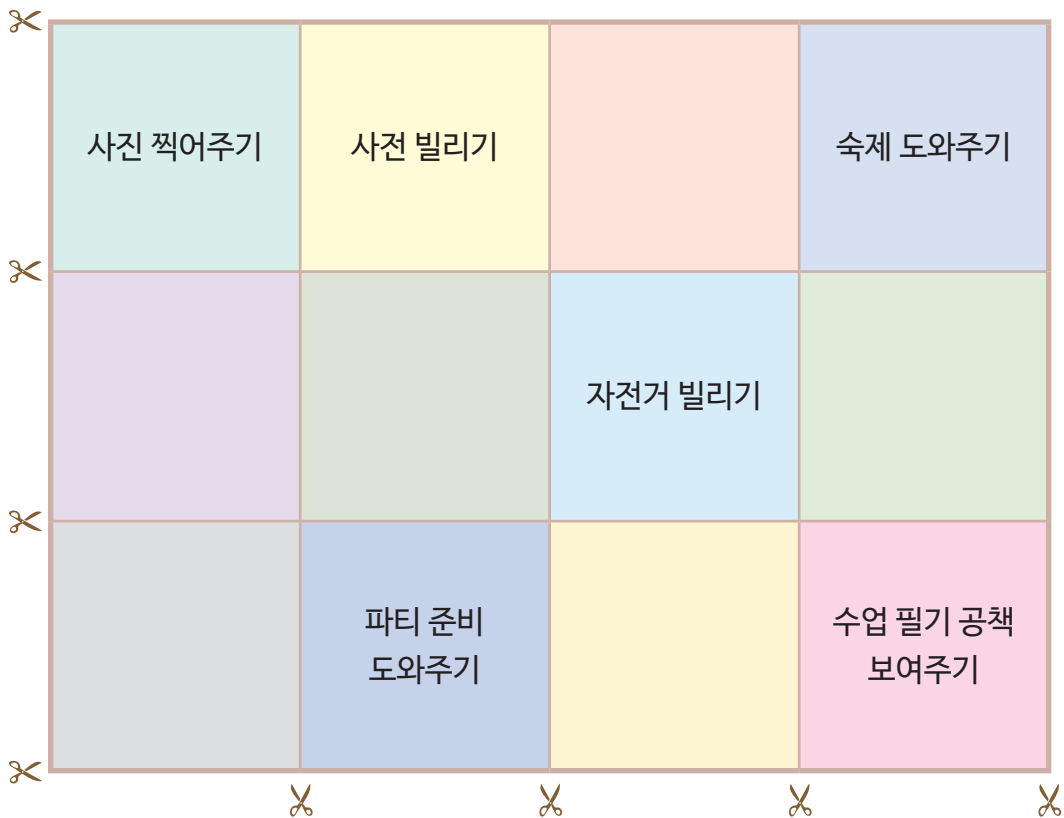 사진 찍어주기
사전 빌리기
숙제 도와주기
자전거 빌리기
파티 준비
도와주기
수업 필기 공책
보여주기